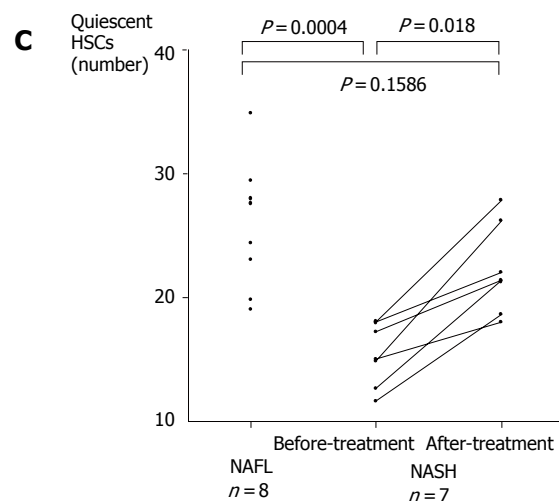 C
Quiescent
HSCs
(number)
P = 0.0004
P = 0.018
P = 0.1586
40
30
20
10
Before-treatment
After-treatment
NAFL
n = 8
NASH
n = 7